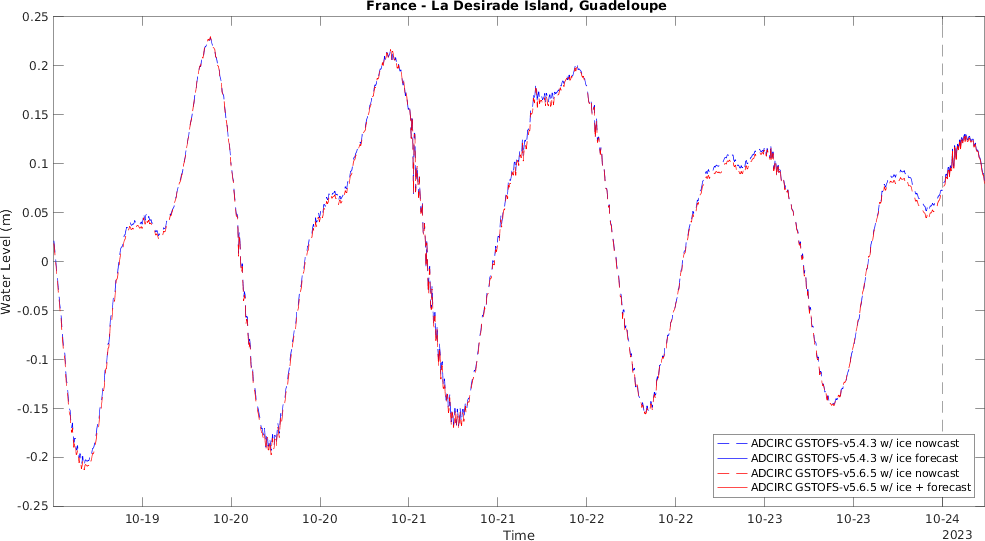 France - La Desirade Island, Guadeloupe
0.25
0.2
0.15
0.1
0.05
0
-0.05
-0.1
-0.15
-0.2
-0.25
Water Level (m)
ADCIRC GSTOFS-v5.4.3 w/ ice nowcast
ADCIRC GSTOFS-v5.4.3 w/ ice forecast
ADCIRC GSTOFS-v5.6.5 w/ ice nowcast
ADCIRC GSTOFS-v5.6.5 w/ ice + forecast
10-19 10-20 10-20 10-21 10-21 10-22 10-22 10-23 10-23 10-24
2023
Time